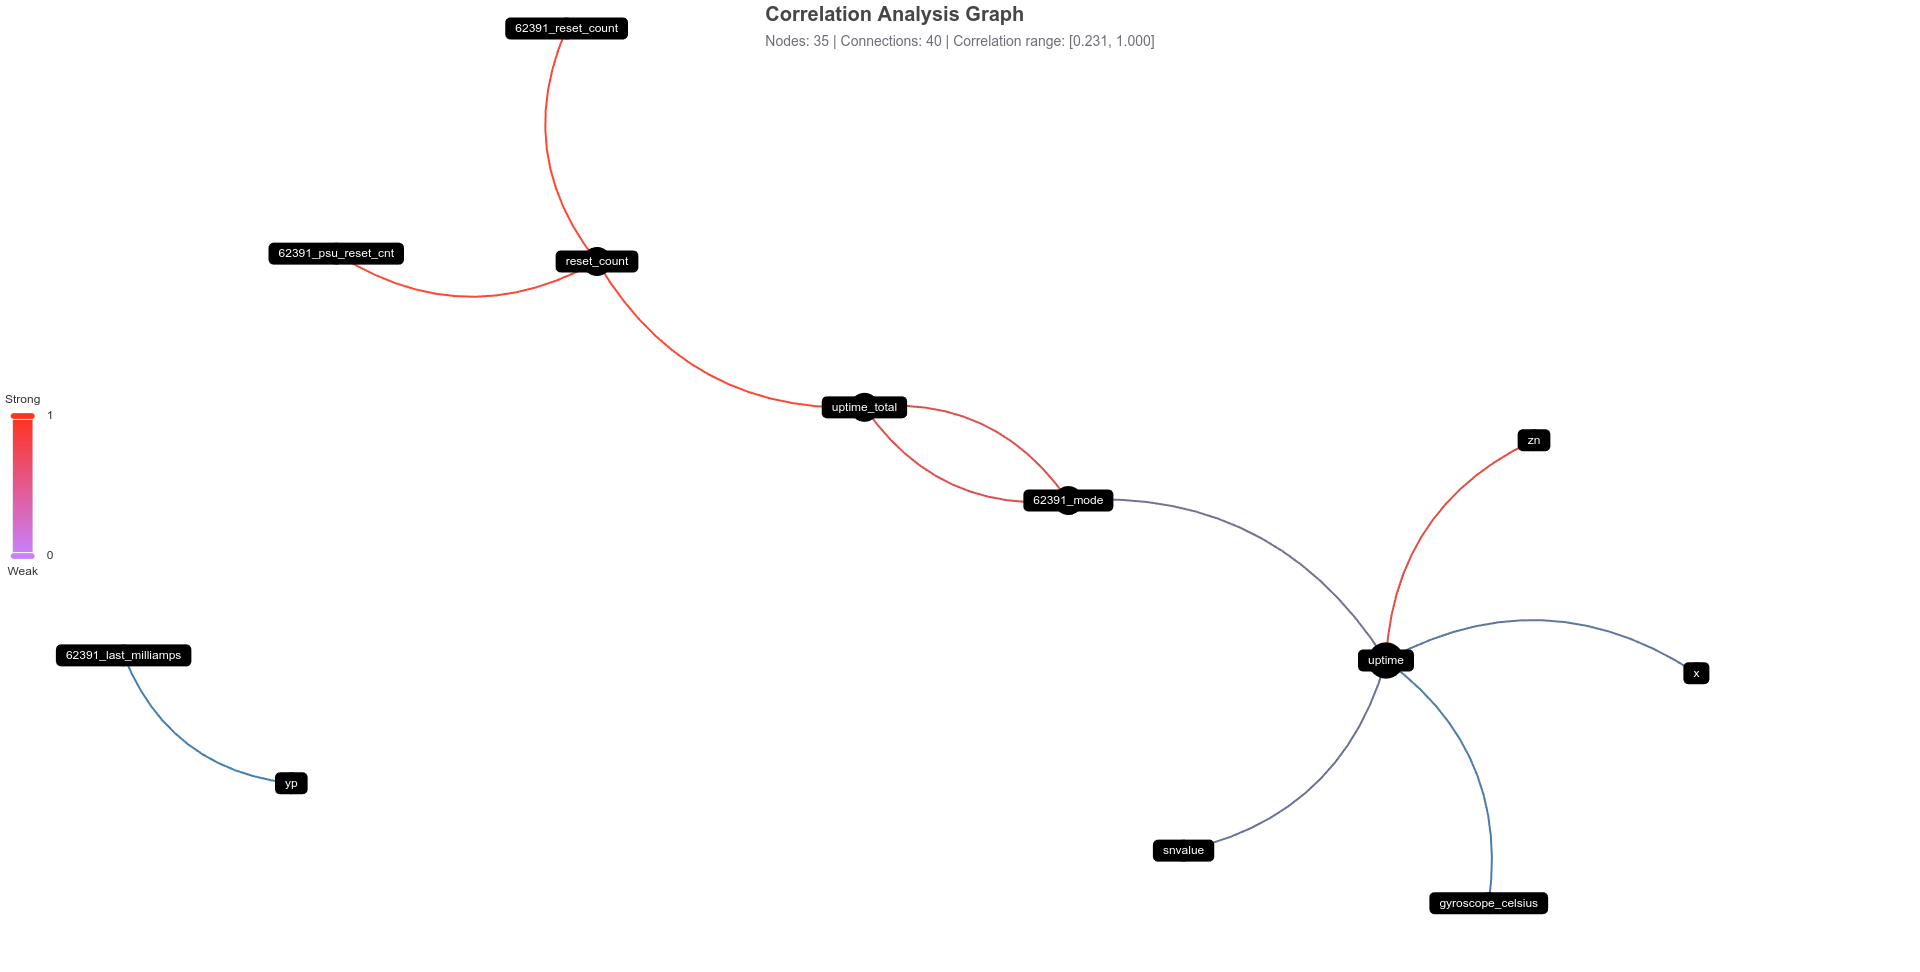 Correlation Analysis Graph
Nodes: 35 | Connections: 40 | Correlation range: [0.231, 1.000]
62391_reset_count
62391_psu_reset_cnt
reset_count
Strong
1
0
Weak
uptime_total
zn
62391_mode
62391_last_milliamps
uptime
x
yp
snvalue
gyroscope_celsius